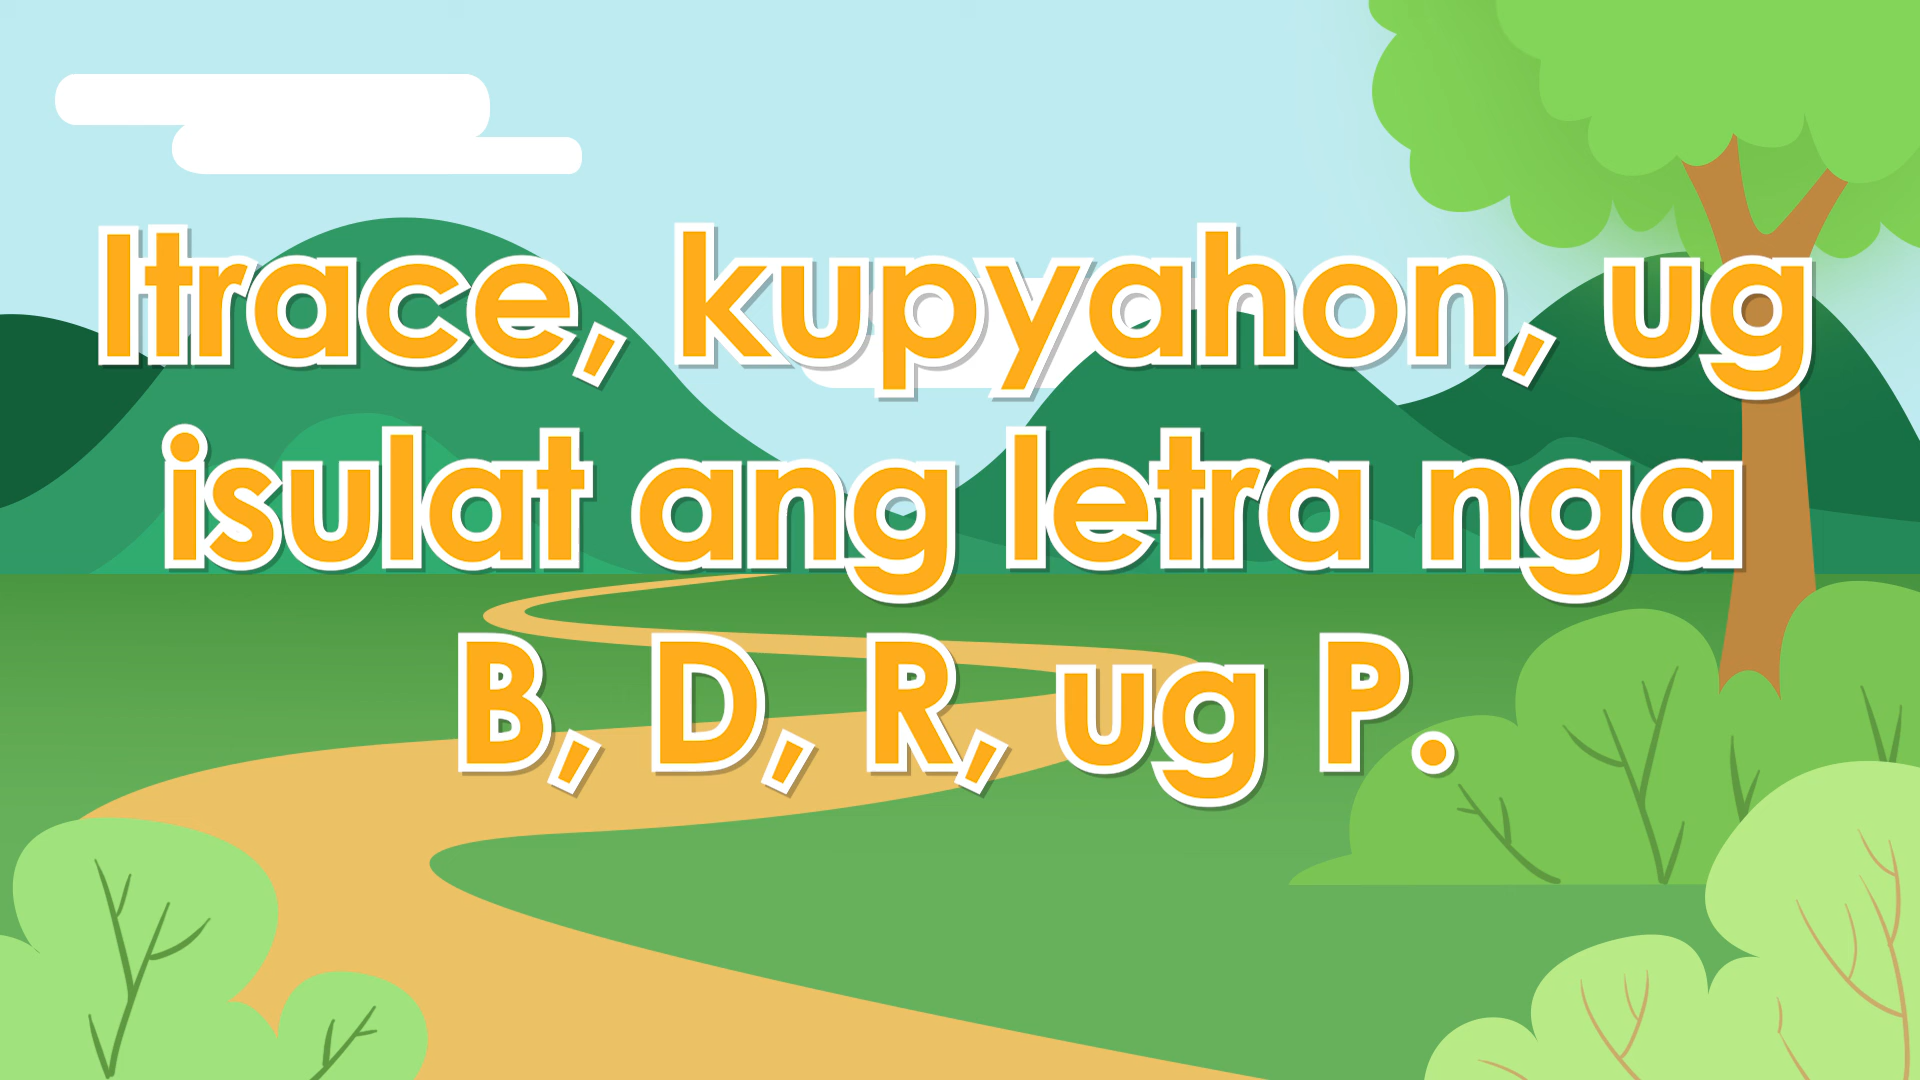 Itrace, kupyahon, ug
isulat ang letra nga
B, D, R, ug P.